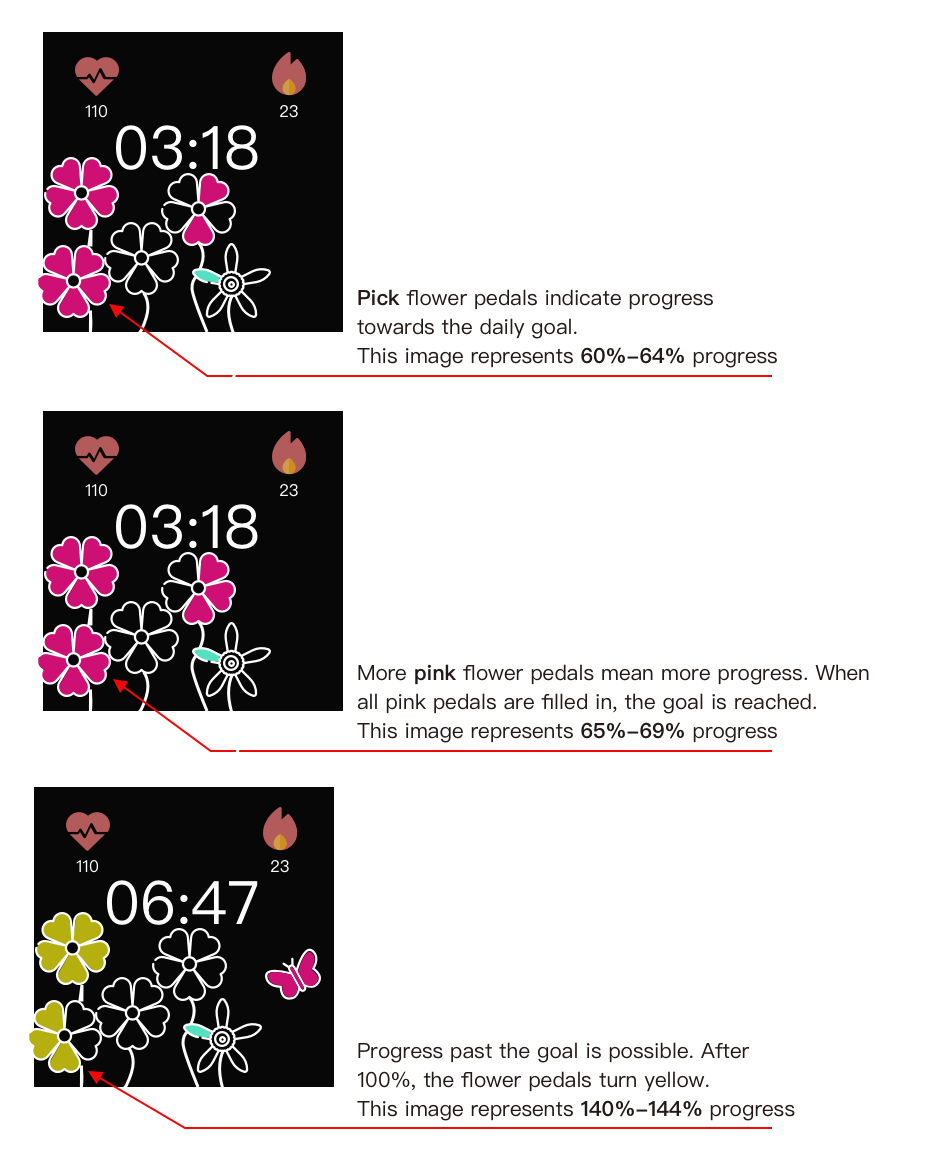 110
23
03:18
Pick flower pedals indicate progress
towards the daily goal.
This image represents 60%–64% progress
110
23
03:18
More pink flower pedals mean more progress. When
all pink pedals are filled in, the goal is reached.
This image represents 65%–69% progress
110
23
06:47
Progress past the goal is possible. After
100%, the flower pedals turn yellow.
This image represents 140%–144% progress